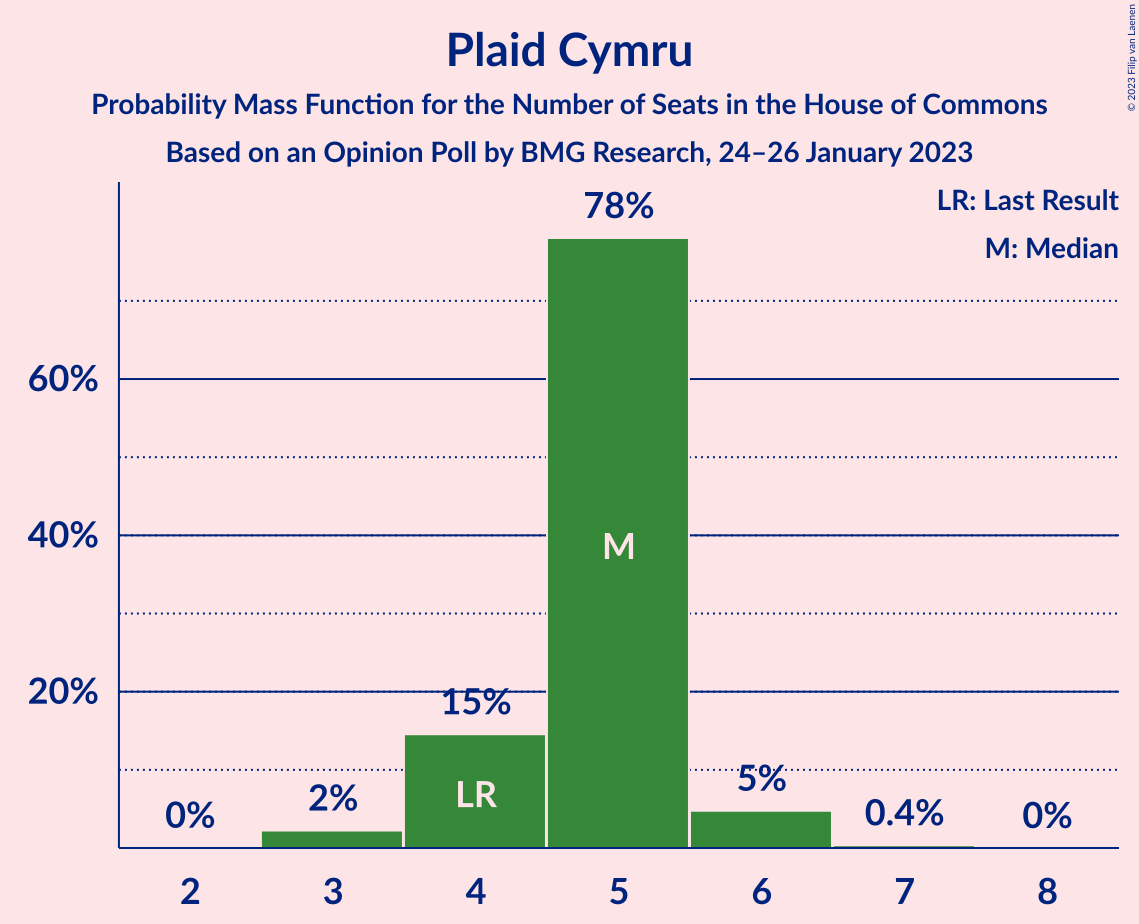 Plaid Cymru
Probability Mass Function for the Number of Seats in the House of Commons
Based on an Opinion Poll by BMG Research, 24–26 January 2023
© 2023 Filip van Laenen
LR: Last Result
M: Median
78%
60%
40%
20%
M
15%
LR
0%
2%
5%
0.4%
0%
2 3 4 5 6 7 8